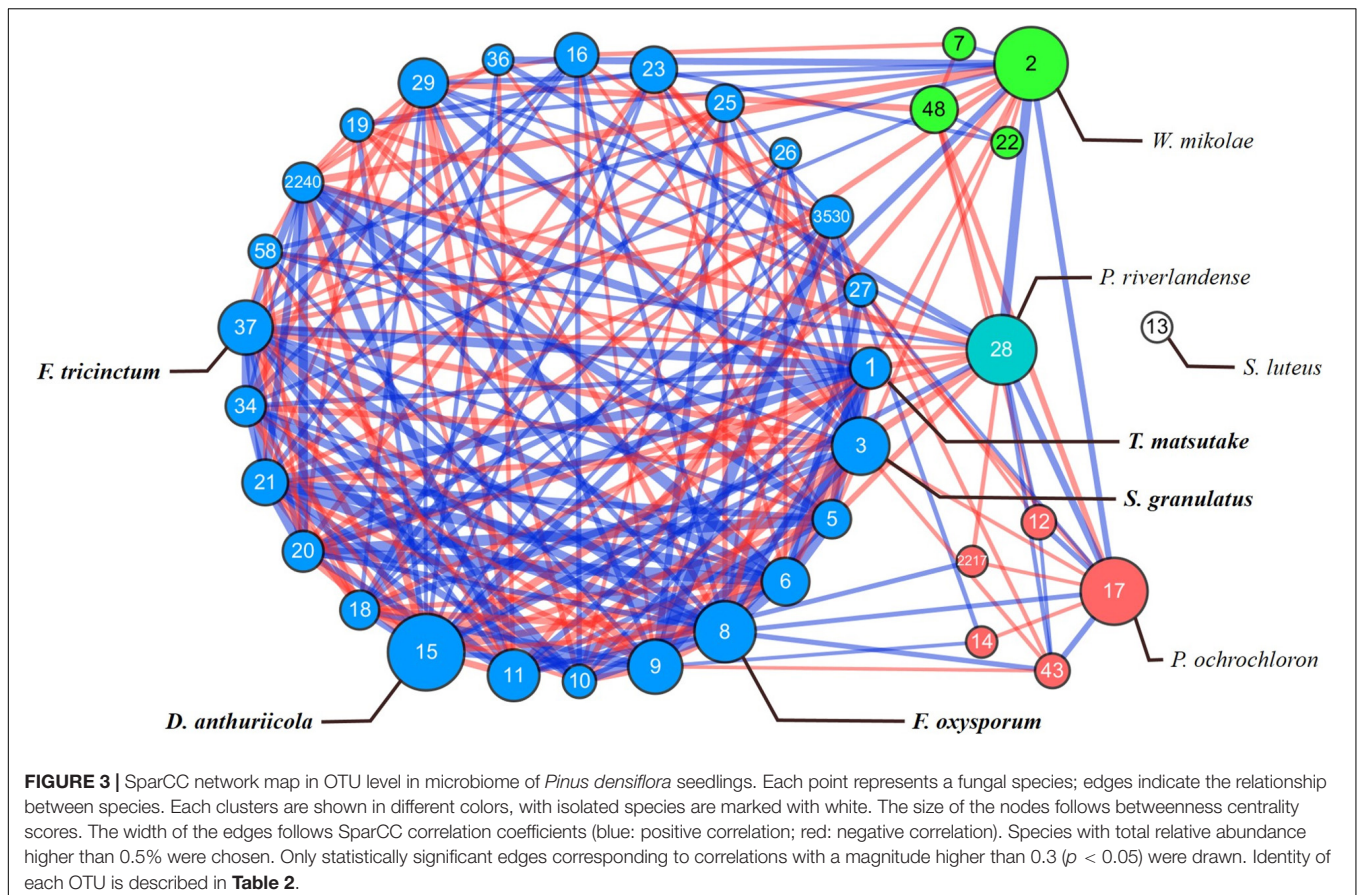 7
2
16
36
23
29
48
25
19
22
W. mikolae
26
2240
3530
58
P. riverlandense
27
37
13
28
F. tricinctum
1
S. luteus
34
T. matsutake
3
21
S. granulatus
5
12
20
2217
6
17
18
8
14
15
9
43
11
10
P. ochrochloron
D. anthuriicola
F. oxysporum
FIGURE 3 | SparCC network map in OTU level in microbiome of Pinus densiflora seedlings. Each point represents a fungal species; edges indicate the relationship
between species. Each clusters are shown in different colors, with isolated species are marked with white. The size of the nodes follows betweenness centrality
scores. The width of the edges follows SparCC correlation coefficients (blue: positive correlation; red: negative correlation). Species with total relative abundance
higher than 0.5% were chosen. Only statistically significant edges corresponding to correlations with a magnitude higher than 0.3 (p < 0.05) were drawn. Identity of
each OTU is described in Table 2.